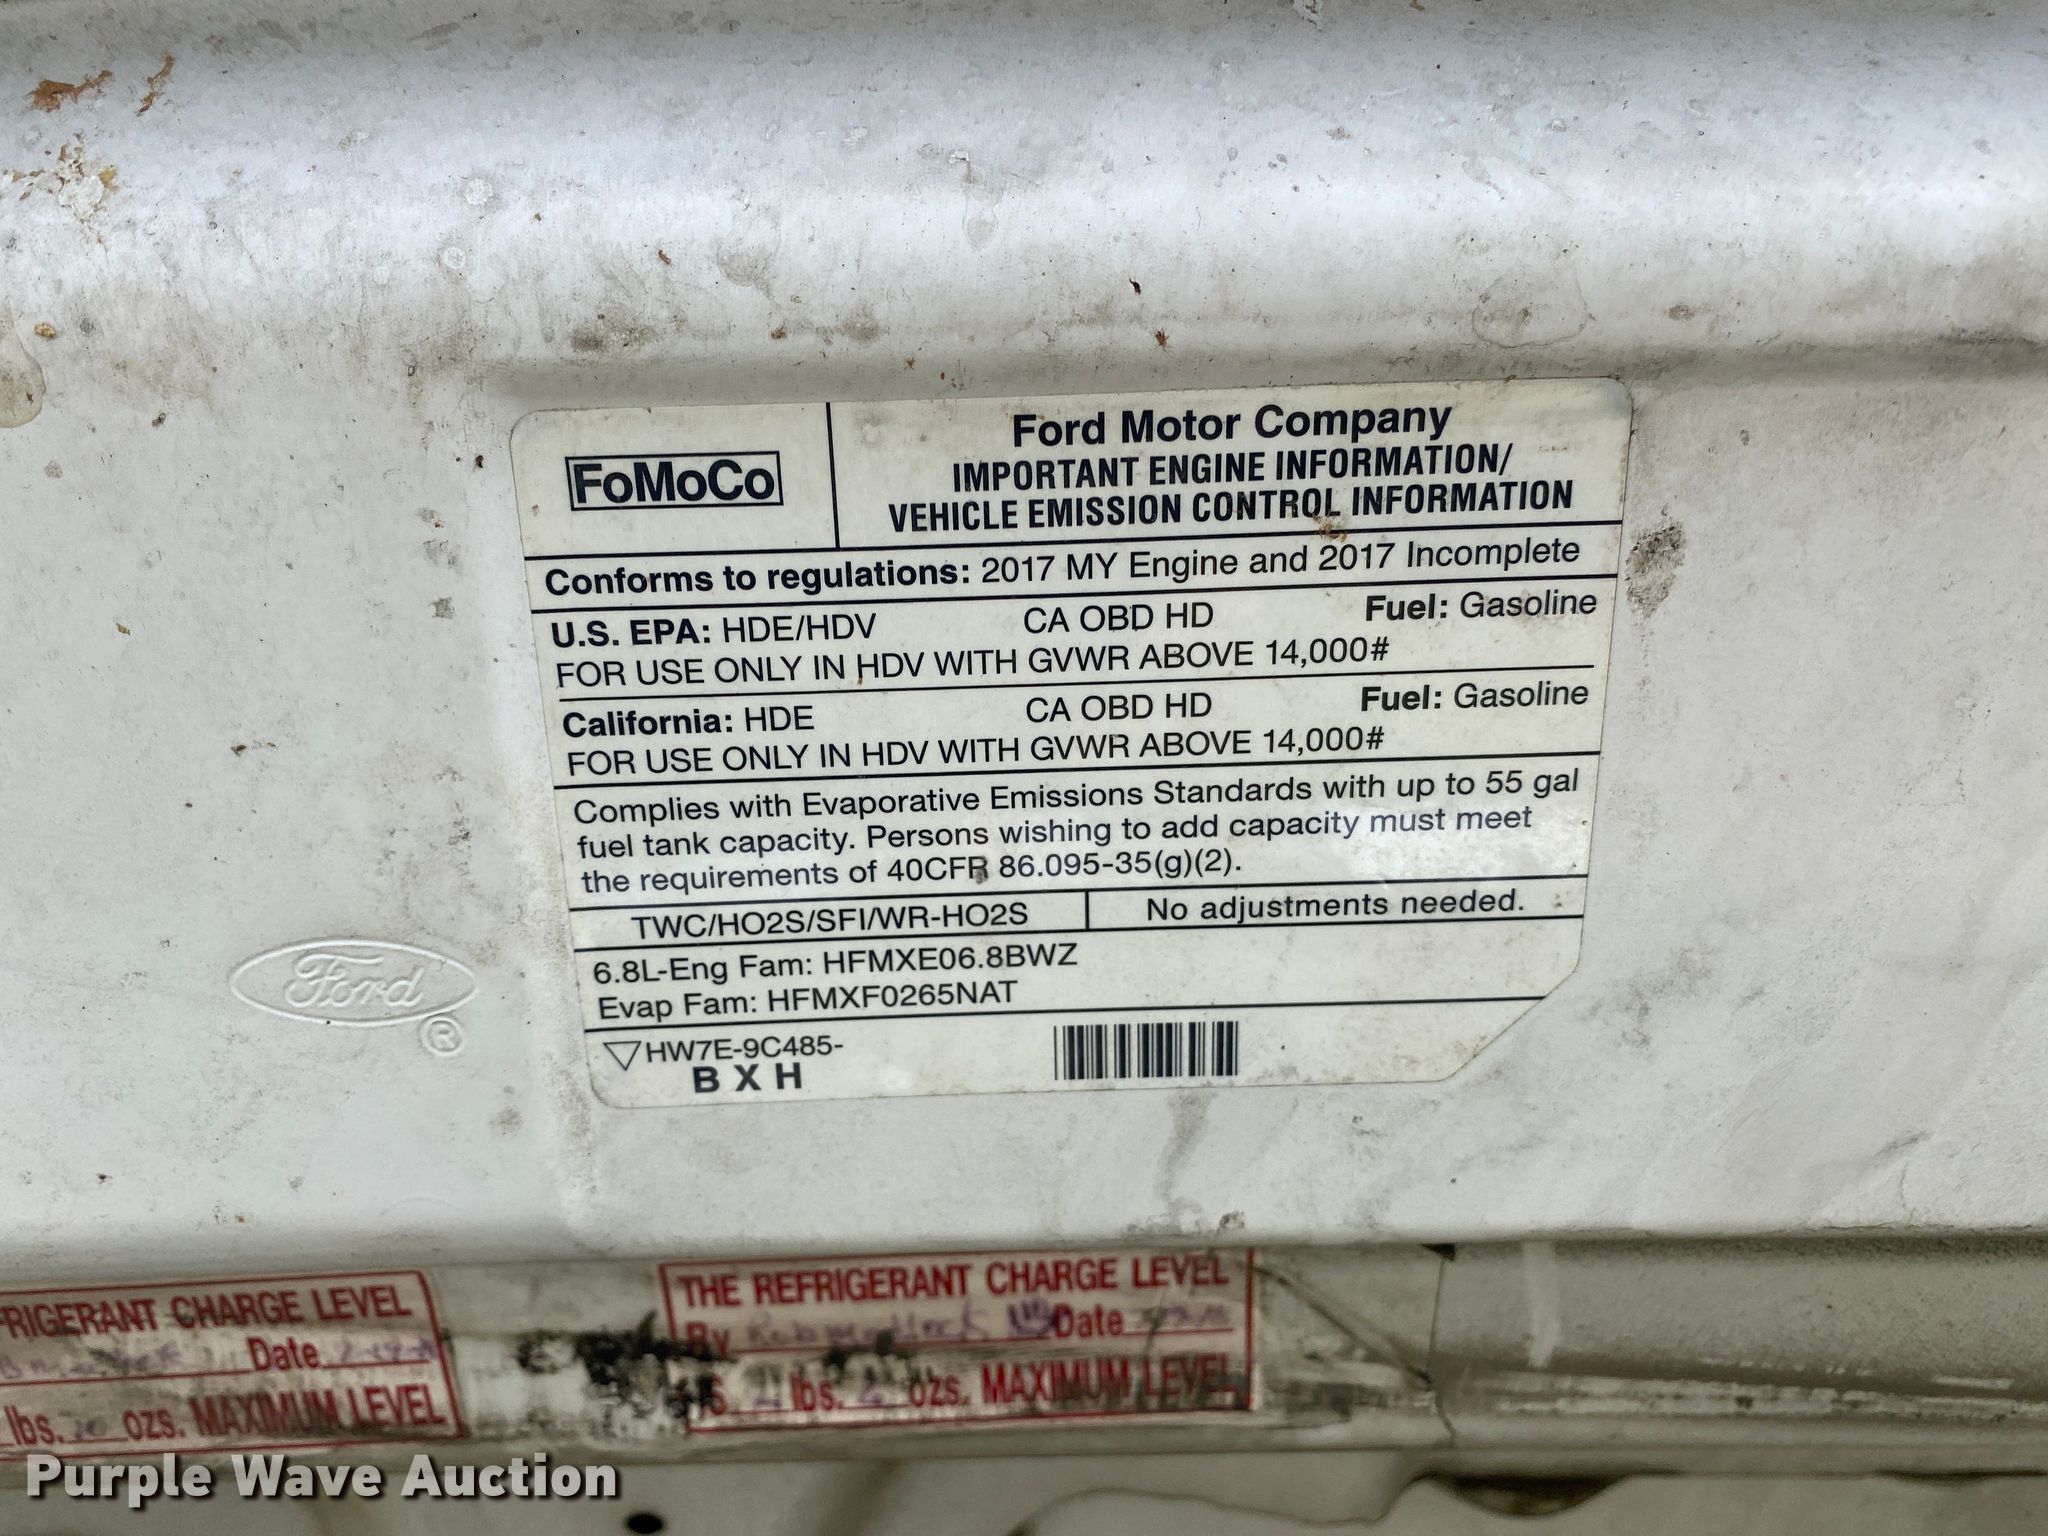 FoMoCo
Ford Motor Company
IMPORTANT ENGINE INFORMATION/
VEHICLE EMISSION CONTROL INFORMATION
Conforms to regulations: 2017 MY Engine and 2017 Incomplete
U.S. EPA: HDE/HDV CA OBD HD Fuel: Gasoline
FOR USE ONLY IN HDV WITH GVWR ABOVE 14,000#
California: HDE CA OBD HD Fuel: Gasoline
FOR USE ONLY IN HDV WITH GVWR ABOVE 14,000#
Complies with Evaporative Emissions Standards with up to 55 gal
fuel tank capacity. Persons wishing to add capacity must meet
the requirements of 40CFR 86.095-35(g)(2).
TWC/HO2S/SFI/WR-HO2S No adjustments needed.
6.8L-Eng Fam: HFMXE06.8BWZ
Evap Fam: HFMXF0265NAT
HW7E-9C485-
B X H
Ford
®
FRIGERANT CHARGE LEVEL
Date
lbs. ozs. MAXIMUM LEVEL
THE REFRIGERANT CHARGE LEVEL
By Date
lbs. ozs. MAXIMUM LEVEL
Purple Wave Auction